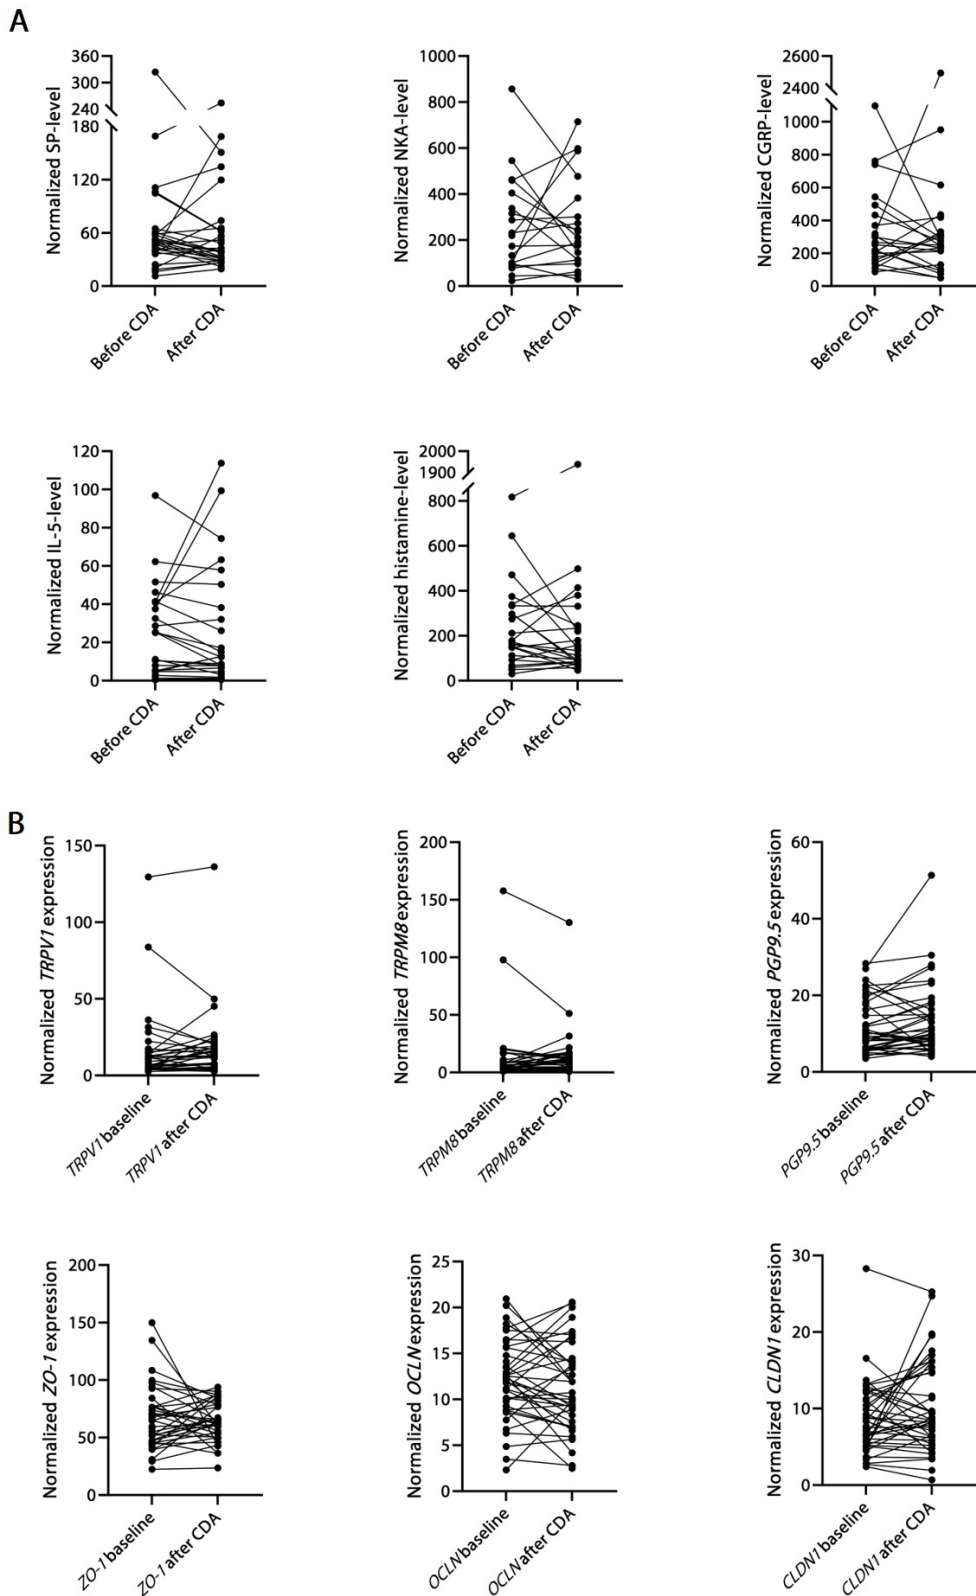 A
Normalized SP-level
360
300
240
180
120
60
0
Before CDA
After CDA
Normalized NKA-level
1000
800
600
400
200
0
Before CDA
After CDA
Normalized CGRP-level
2600
2400
1000
800
600
400
200
0
Before CDA
After CDA
Normalized IL-5-level
120
100
80
60
40
20
0
Before CDA
After CDA
Normalized histamine-level
2000
1900
800
600
400
200
0
Before CDA
After CDA
B
Normalized TRPV1 expression
150
100
50
0
TRPV1 baseline
TRPV1 after CDA
Normalized TRPM8 expression
200
150
100
50
0
TRPM8 baseline
TRPM8 after CDA
Normalized PGP9.5 expression
60
40
20
0
PGP9.5 baseline
PGP9.5 after CDA
Normalized ZO-1 expression
200
150
100
50
0
ZO-1 baseline
ZO-1 after CDA
Normalized OCLN expression
25
20
15
10
5
0
OCLN baseline
OCLN after CDA
Normalized CLDN1 expression
30
20
10
0
CLDN1 baseline
CLDN1 after CDA